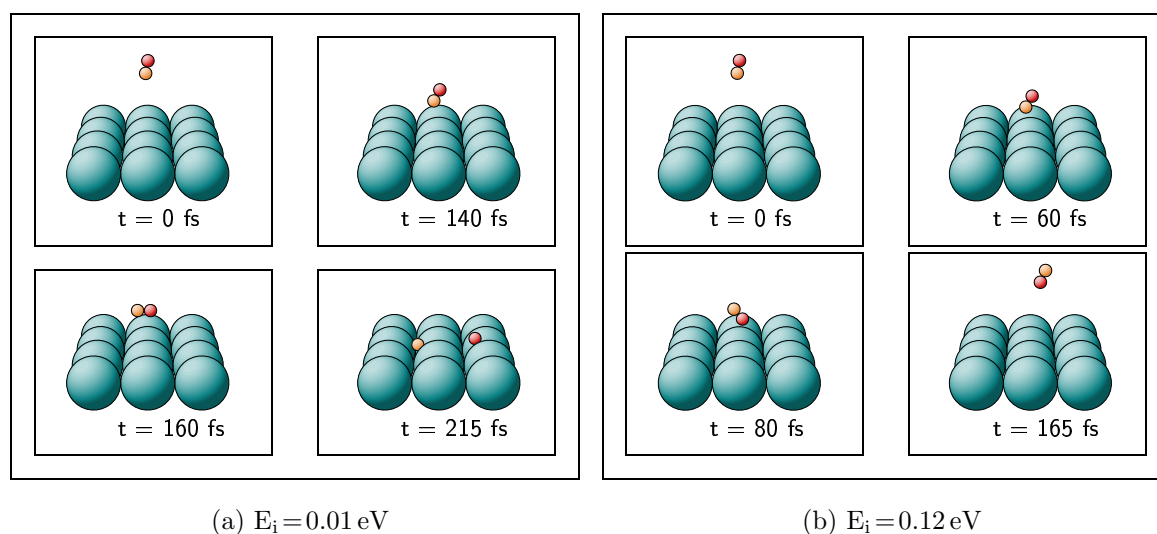 t = 0 fs
t = 140 fs
t = 160 fs
t = 215 fs
(a) Eᵢ=0.01 eV
t = 0 fs
t = 60 fs
t = 80 fs
t = 165 fs
(b) Eᵢ=0.12 eV